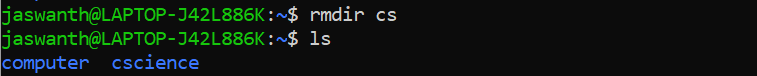 jaswanth@LAPTOP-J42L886K:~$ rmdir cs
jaswanth@LAPTOP-J42L886K:~$ ls
computer  cscience